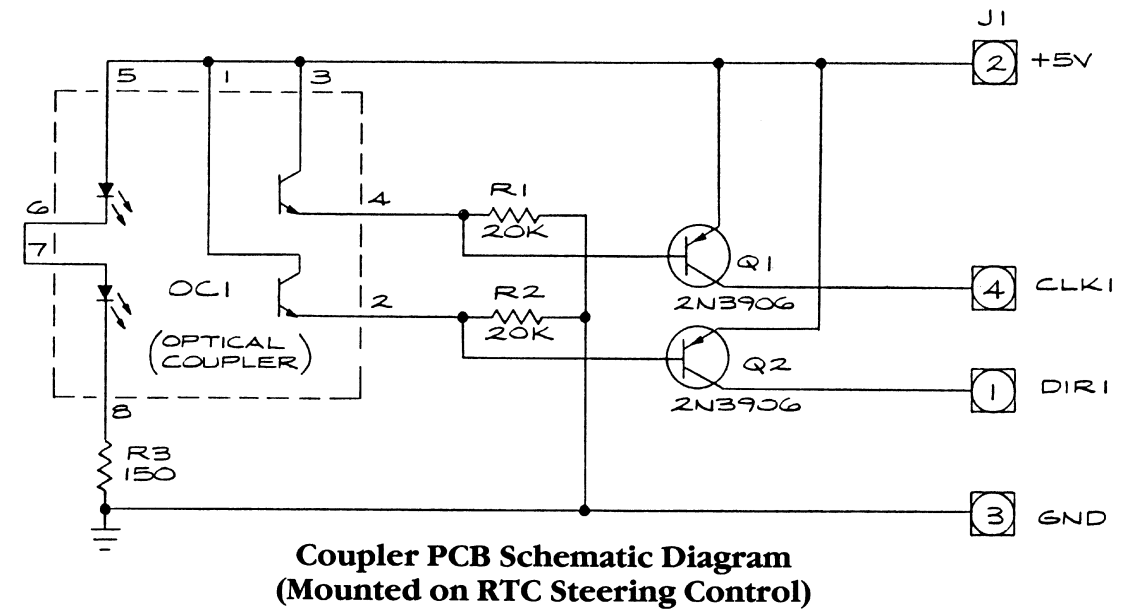 J1
5
1
3
2
+5V
6
7
4
R1
20K
Q1
2N3906
4
CLK1
OC1
(OPTICAL
COUPLER)
2
R2
20K
Q2
2N3906
1
DIR1
8
R3
150
3
GND
Coupler PCB Schematic Diagram
(Mounted on RTC Steering Control)